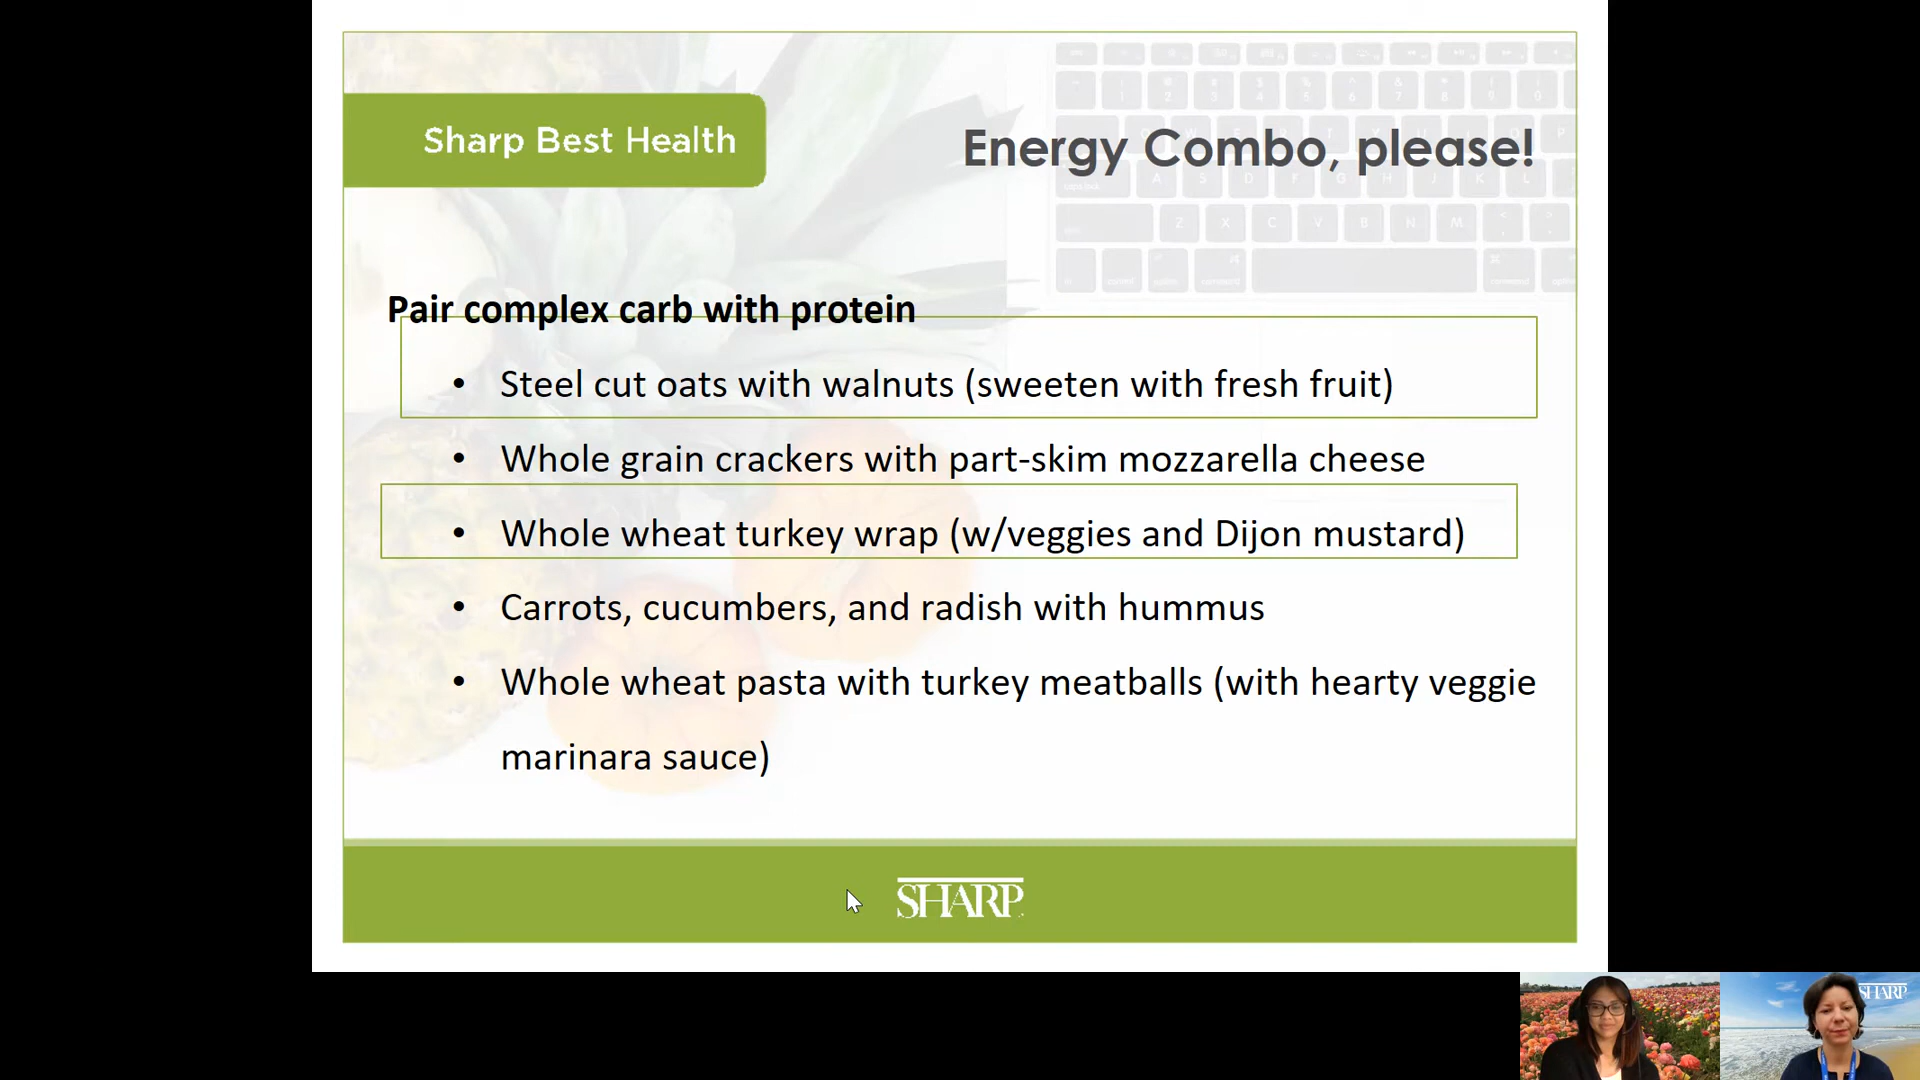 Sharp Best Health
Energy Combo, please!
Pair complex carb with protein
• Steel cut oats with walnuts (sweeten with fresh fruit)
• Whole grain crackers with part-skim mozzarella cheese
• Whole wheat turkey wrap (w/veggies and Dijon mustard)
• Carrots, cucumbers, and radish with hummus
• Whole wheat pasta with turkey meatballs (with hearty veggie
marinara sauce)
SHARP
SHARP